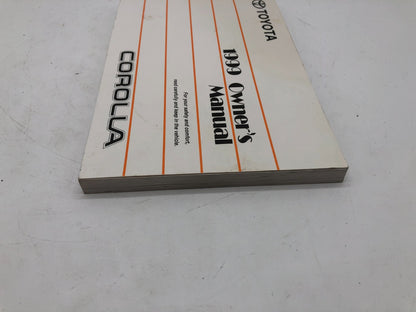 TOYOTA
1999 Owner's
Manual
For your safety and comfort,
read carefully and keep in the vehicle.
COROLLA